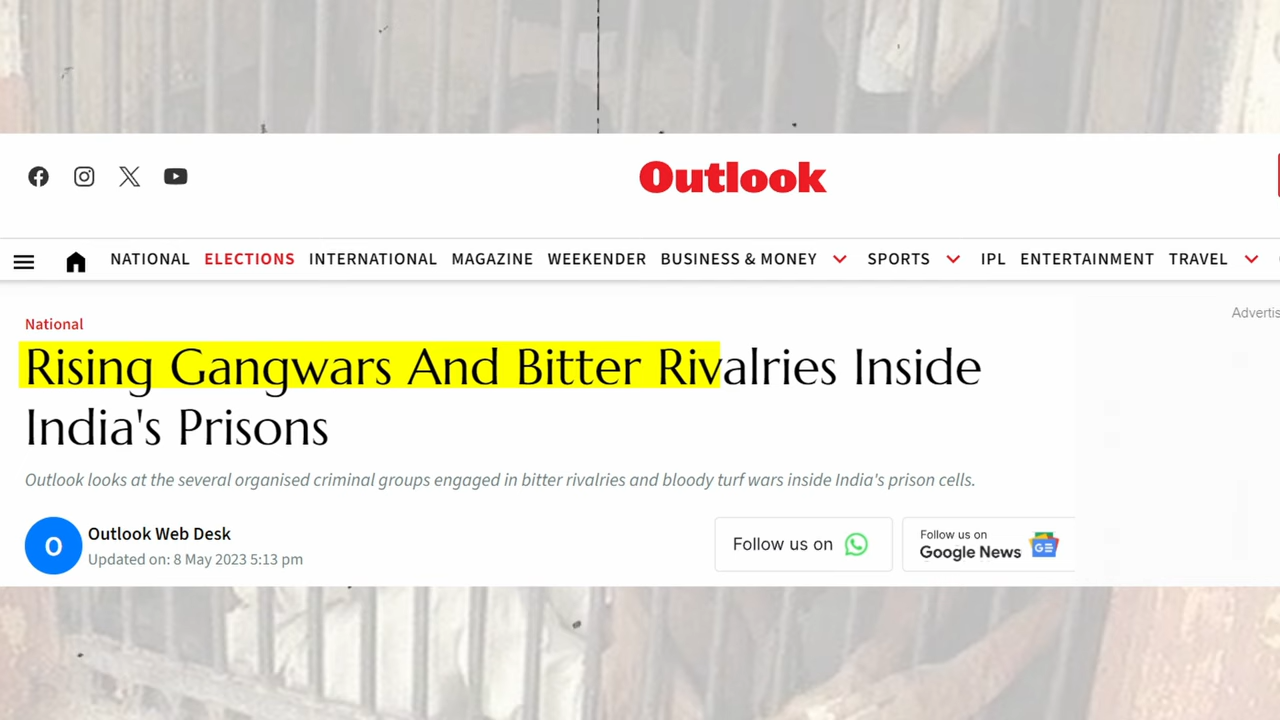 Outlook
NATIONAL ELECTIONS INTERNATIONAL MAGAZINE WEEKENDER BUSINESS & MONEY SPORTS IPL ENTERTAINMENT TRAVEL
Advertis
National
Rising Gangwars And Bitter Rivalries Inside
India's Prisons
Outlook looks at the several organised criminal groups engaged in bitter rivalries and bloody turf wars inside India's prison cells.
O
Outlook Web Desk
Updated on: 8 May 2023 5:13 pm
Follow us on
Follow us on
Google News